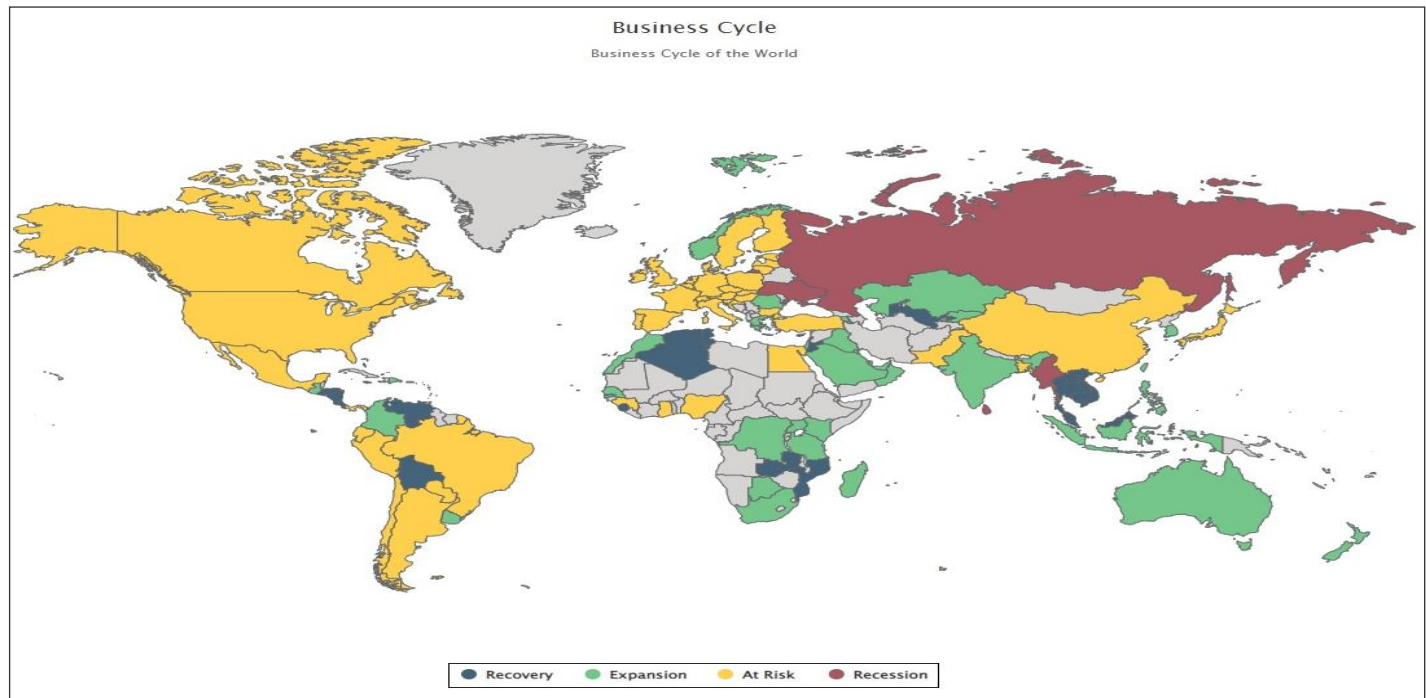 Business Cycle
Business Cycle of the World
Recovery Expansion At Risk Recession